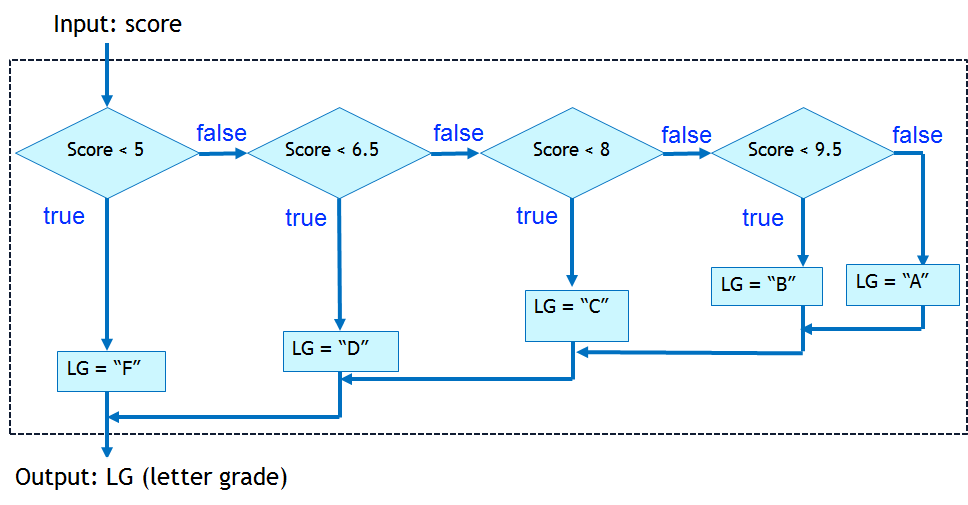 Input: score
false
false
false
false
Score < 5
Score < 6.5
Score < 8
Score < 9.5
true
true
true
true
LG = “F”
LG = “D”
LG = “C”
LG = “B”
LG = “A”
Output: LG (letter grade)